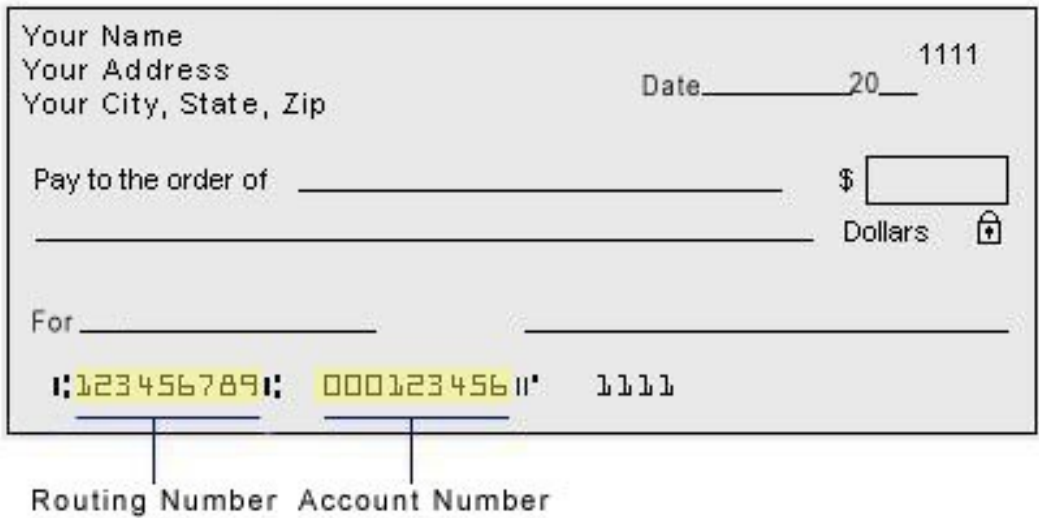 Your Name
Your Address
Your City, State, Zip
1111
Date 20
Pay to the order of $
Dollars
For
⑆123456789⑆ 000123456⑈ 1111
Routing Number Account Number